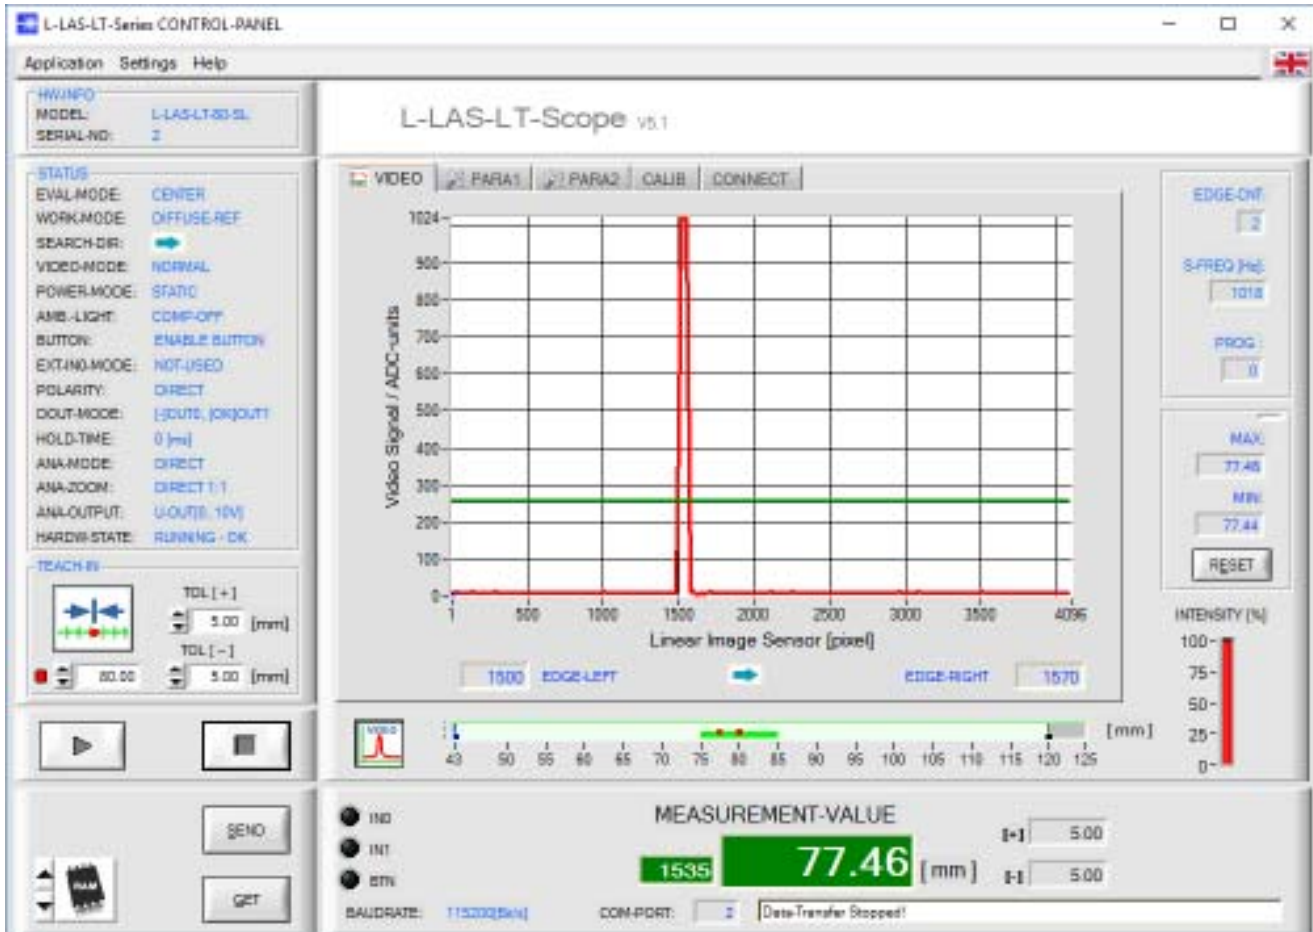 L-LAS-LT-Series CONTROL-PANEL
Application Settings Help
HW-INFO
MODEL: L-LAS-LT-80-SL
SERIAL-NO: 2
L-LAS-LT-Scope V5.1
STATUS
EVAL-MODE: CENTER
WORK-MODE: DIFFUSE-REF
SEARCH-DIR:
VIDEO-MODE: NORMAL
POWER-MODE: STATIC
AMB.-LIGHT: COMP-OFF
BUTTON: ENABLE BUTTON
EXT-IN0-MODE: NOT-USED
POLARITY: DIRECT
DOUT-MODE: [-]OUT0, [OK]OUT1
HOLD-TIME: 0 [ms]
ANA-MODE: DIRECT
ANA-ZOOM: DIRECT 1:1
ANA-OUTPUT: U-OUT[0.. 10V]
HARDW-STATE: RUNNING - OK
TEACH-IN
TOL [+]
5.00 [mm]
TOL [-]
80.00 5.00 [mm]
VIDEO PARA1 PARA2 CALIB CONNECT
Video Signal / ADC-units
1024
900
800
700
600
500
400
300
200
100
0
1 500 1000 1500 2000 2500 3000 3500 4096
Linear Image Sensor [pixel]
1500 EDGE-LEFT EDGE-RIGHT 1570
EDGE-CNT:
2
S-FREQ [Hz]:
1018
PROG :
0
MAX:
77.46
MIN:
77.44
RESET
INTENSITY [%]
100
75
50
25
0
VIDEO
[mm]
43 50 55 60 65 70 75 80 85 90 95 100 105 110 115 120 125
SEND
RAM
GET
IN0
IN1
BTN
MEASUREMENT-VALUE
1535 77.46 [mm]
[+] 5.00
[-] 5.00
BAUDRATE: 115200[Bit/s] COM-PORT: 2 Data-Transfer Stopped!